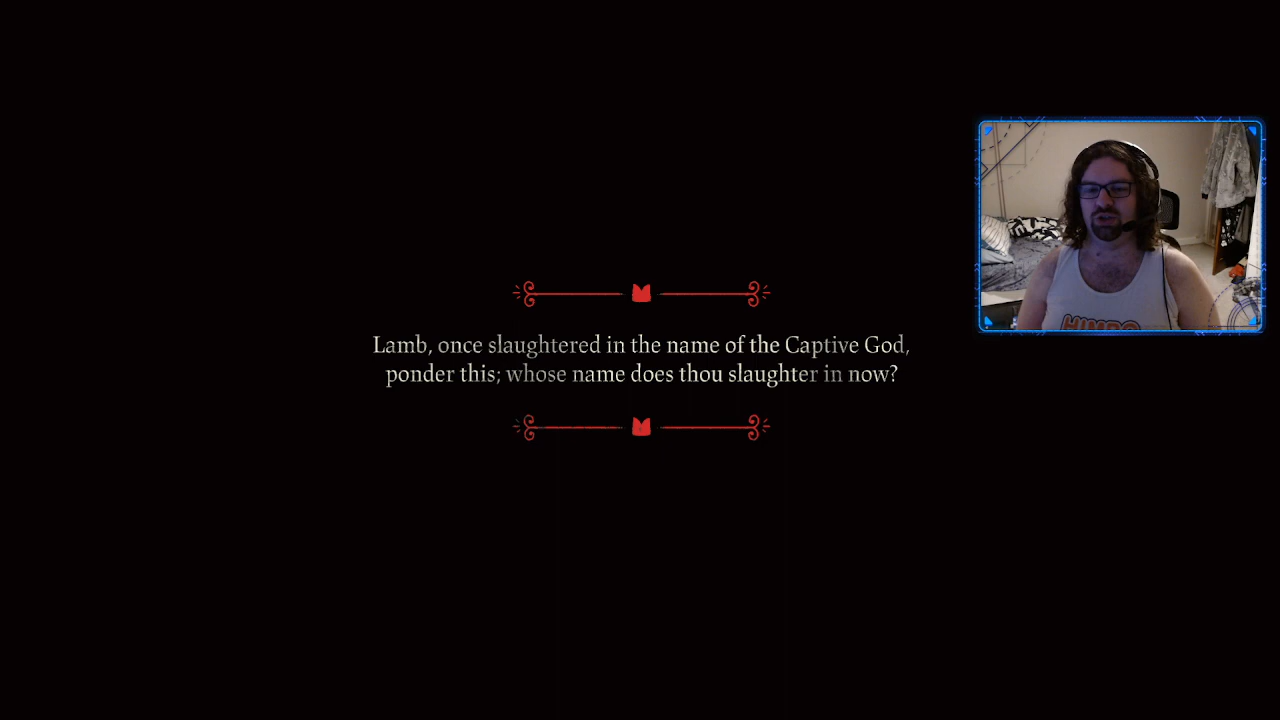 Lamb, once slaughtered in the name of the Captive God,
ponder this; whose name does thou slaughter in now?
HIMBO